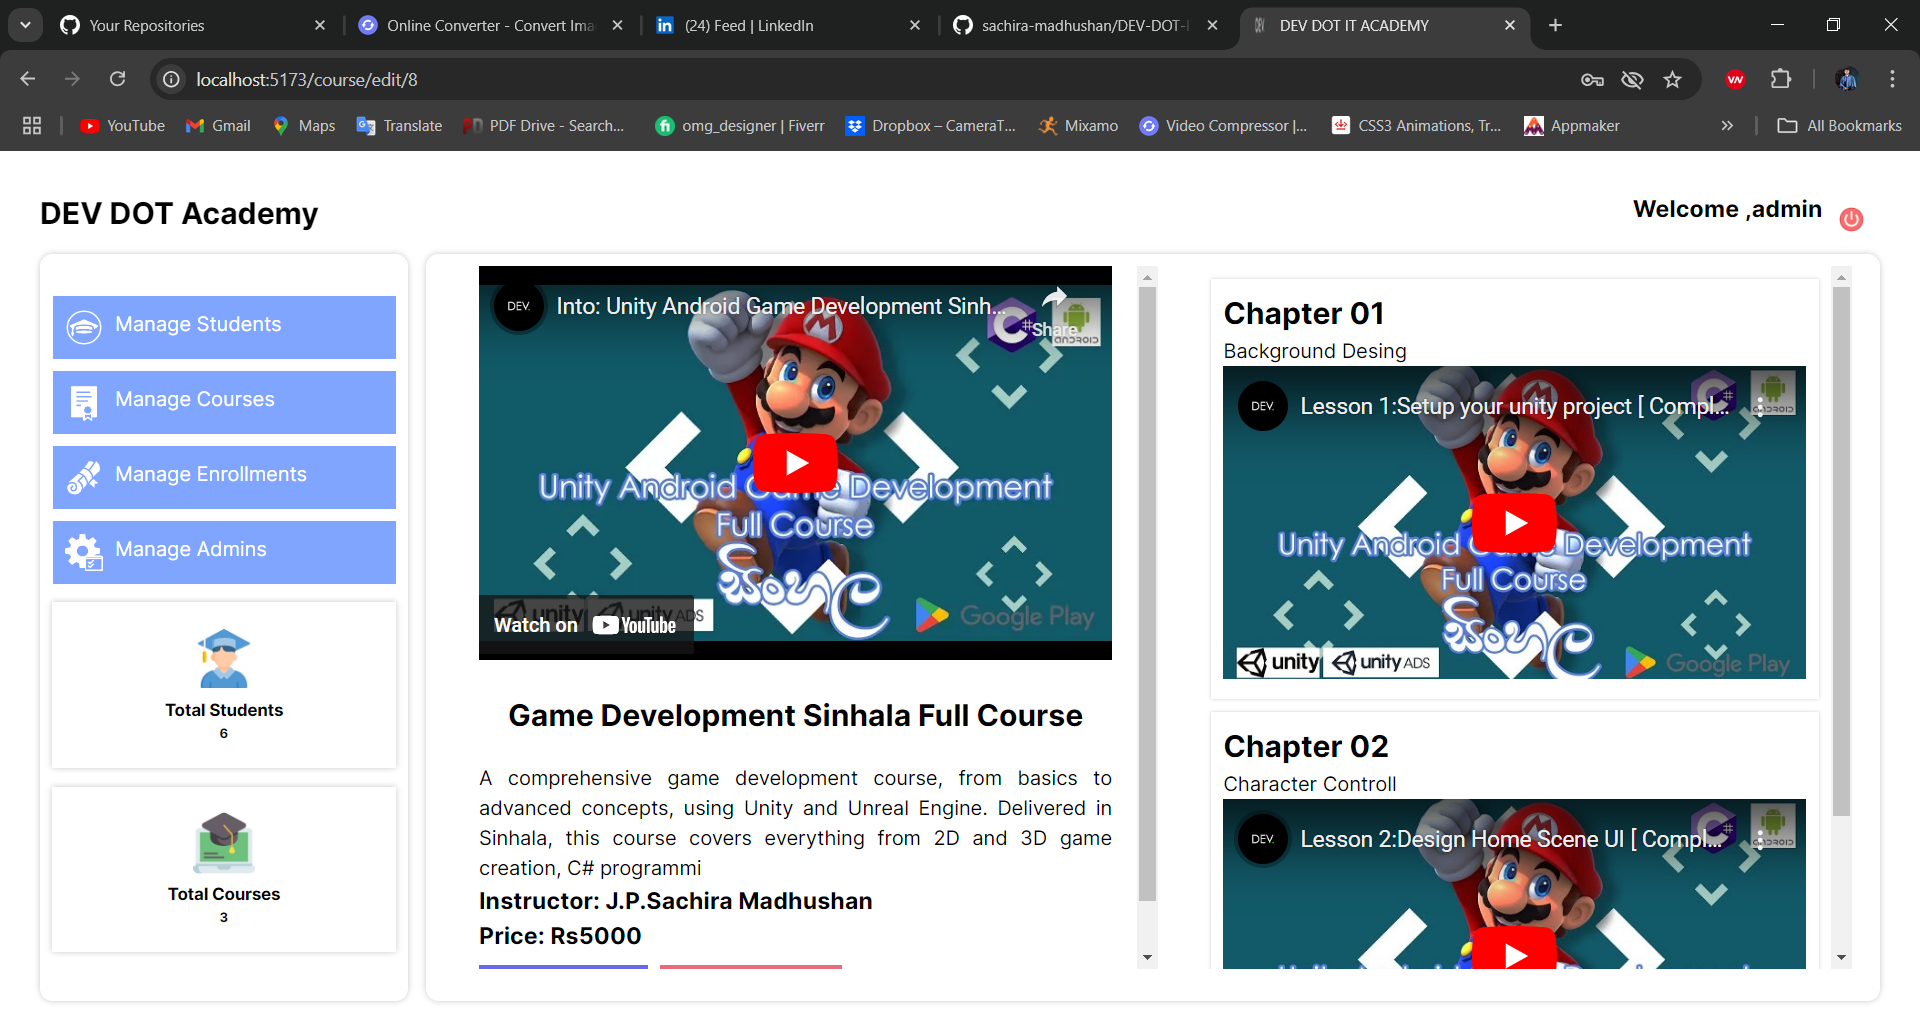 Your Repositories
Online Converter - Convert Ima
(24) Feed | LinkedIn
sachira-madhushan/DEV-DOT-
DEV DOT IT ACADEMY
localhost:5173/course/edit/8
YouTube
Gmail
Maps
Translate
PDF Drive - Search...
omg_designer | Fiverr
Dropbox – CameraT...
Mixamo
Video Compressor |...
CSS3 Animations, Tr...
Appmaker
All Bookmarks
DEV DOT Academy
Welcome ,admin
Manage Students
Manage Courses
Manage Enrollments
Manage Admins
Total Students
6
Total Courses
3
DEV.
Into: Unity Android Game Development Sinh...
Share
ANDROID
Unity Android Game Development
Full Course
සිංහල
unity
unity ADS
Google Play
Watch on YouTube
Game Development Sinhala Full Course
A comprehensive game development course, from basics to
advanced concepts, using Unity and Unreal Engine. Delivered in
Sinhala, this course covers everything from 2D and 3D game
creation, C# programmi
Instructor: J.P.Sachira Madhushan
Price: Rs5000
Chapter 01
Background Desing
DEV.
Lesson 1:Setup your unity project [ Compl...
ANDROID
Unity Android Game Development
Full Course
සිංහල
unity
unity ADS
Google Play
Chapter 02
Character Controll
DEV.
Lesson 2:Design Home Scene UI [ Compl...
ANDROID